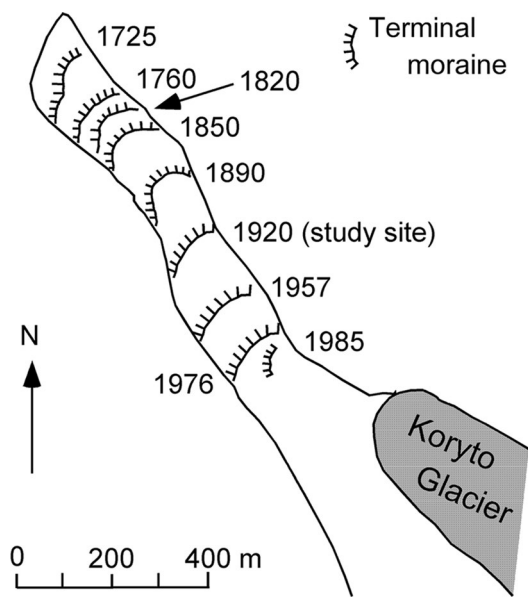 1725
Terminal
moraine
1760
1820
1850
1890
1920 (study site)
1957
1985
N
1976
Koryto
Glacier
0 200 400 m